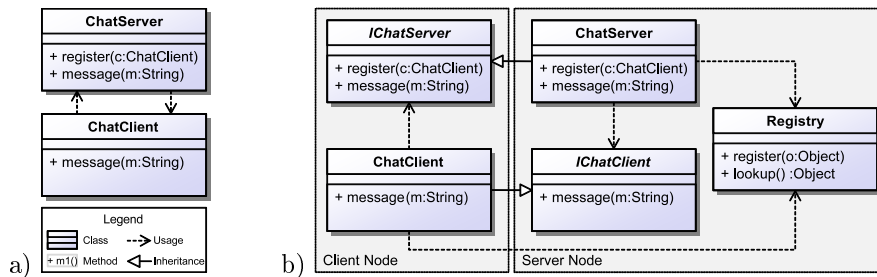 ChatServer
+ register(c:ChatClient)
+ message(m:String)
ChatClient
+ message(m:String)
Legend
Class
Usage
+ m1()
Method
Inheritance
a)
b)
IChatServer
+ register(c:ChatClient)
+ message(m:String)
ChatServer
+ register(c:ChatClient)
+ message(m:String)
Registry
+ register(o:Object)
+ lookup() :Object
ChatClient
+ message(m:String)
IChatClient
+ message(m:String)
Client Node
Server Node